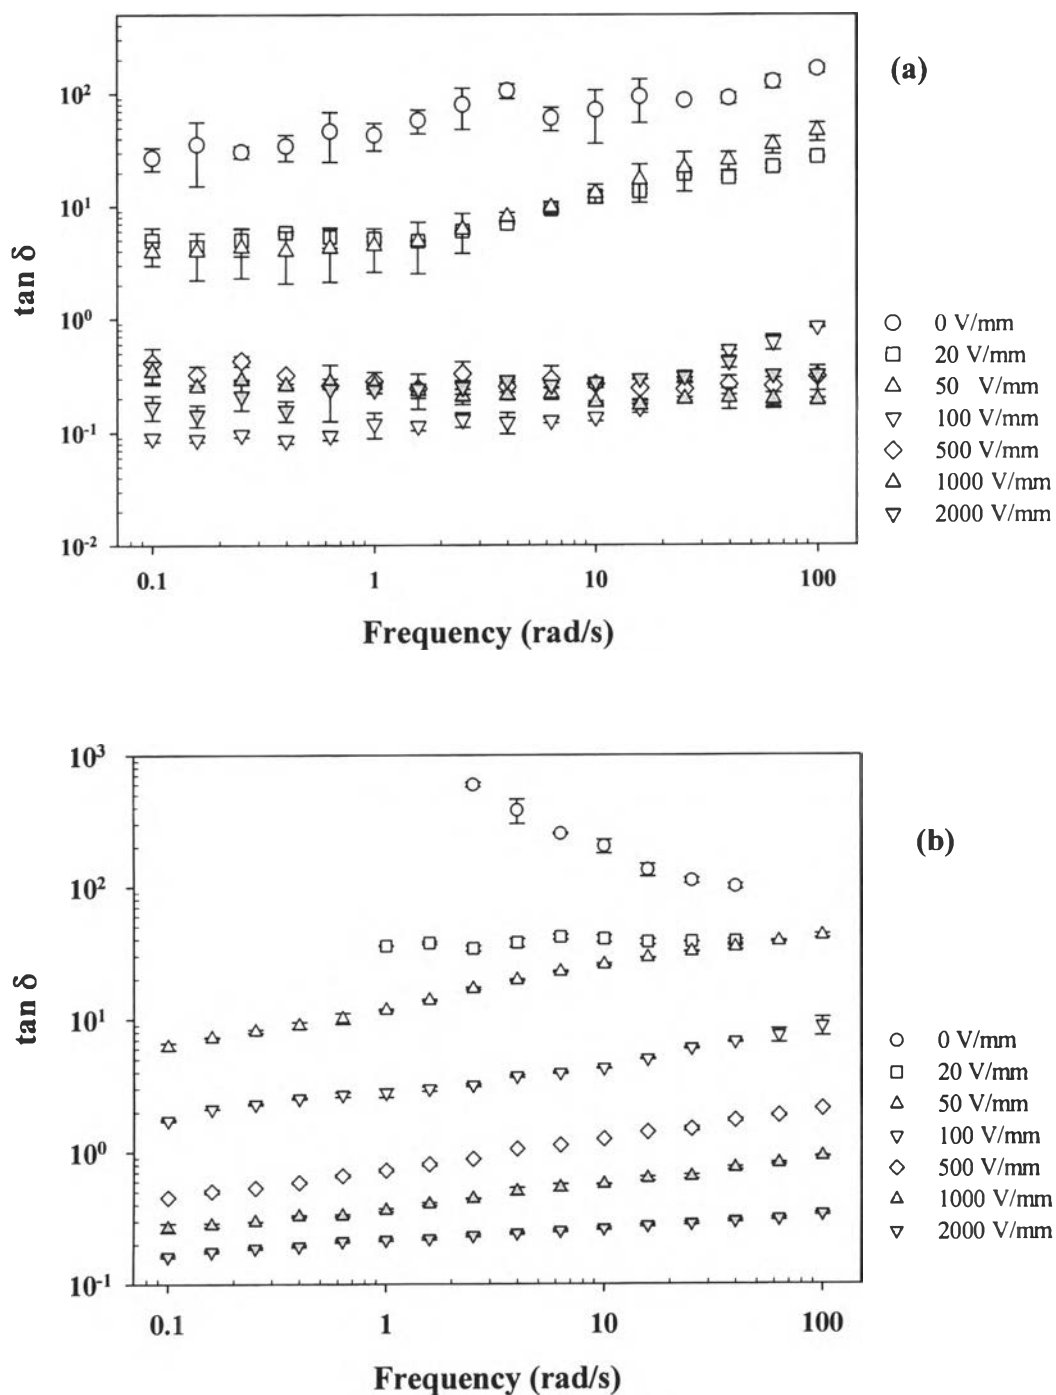 (a)
10²
10¹
10⁰
10⁻¹
10⁻²
tan δ
0.1 1 10 100
Frequency (rad/s)
0 V/mm
20 V/mm
50 V/mm
100 V/mm
500 V/mm
1000 V/mm
2000 V/mm
(b)
10³
10²
10¹
10⁰
10⁻¹
tan δ
0.1 1 10 100
Frequency (rad/s)
0 V/mm
20 V/mm
50 V/mm
100 V/mm
500 V/mm
1000 V/mm
2000 V/mm